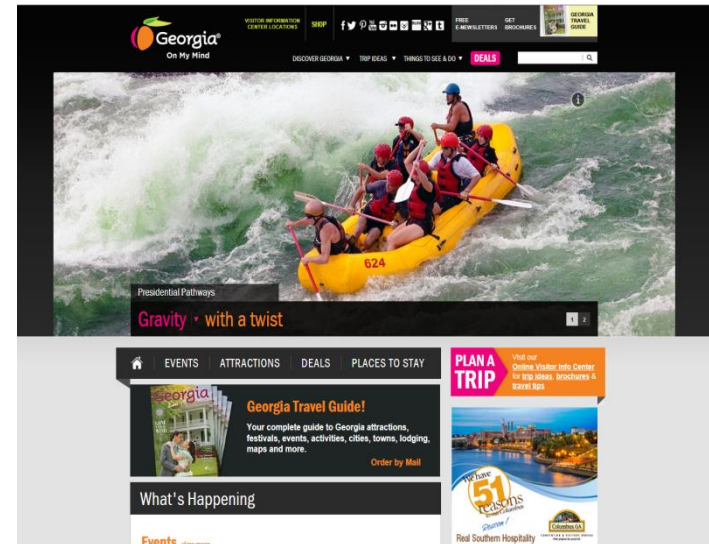 Georgia®
On My Mind
VISITOR INFORMATION
CENTER LOCATIONS
SHOP
FREE
E-NEWSLETTERS
GET
BROCHURES
GEORGIA
TRAVEL
GUIDE
DISCOVER GEORGIA
TRIP IDEAS
THINGS TO SEE & DO
DEALS
624
Presidential Pathways
Gravity
with a twist
1 2
EVENTS
ATTRACTIONS
DEALS
PLACES TO STAY
PLAN A
TRIP
Visit our
Online Visitor Info Center
for trip ideas, brochures &
travel tips
georgia
Georgia Travel Guide!
Your complete guide to Georgia attractions,
festivals, events, activities, cities, towns, lodging,
maps and more.
Order by Mail
We have
51
reasons
Reason 1
Real Southern Hospitality
Columbus, GA
What's Happening
Events